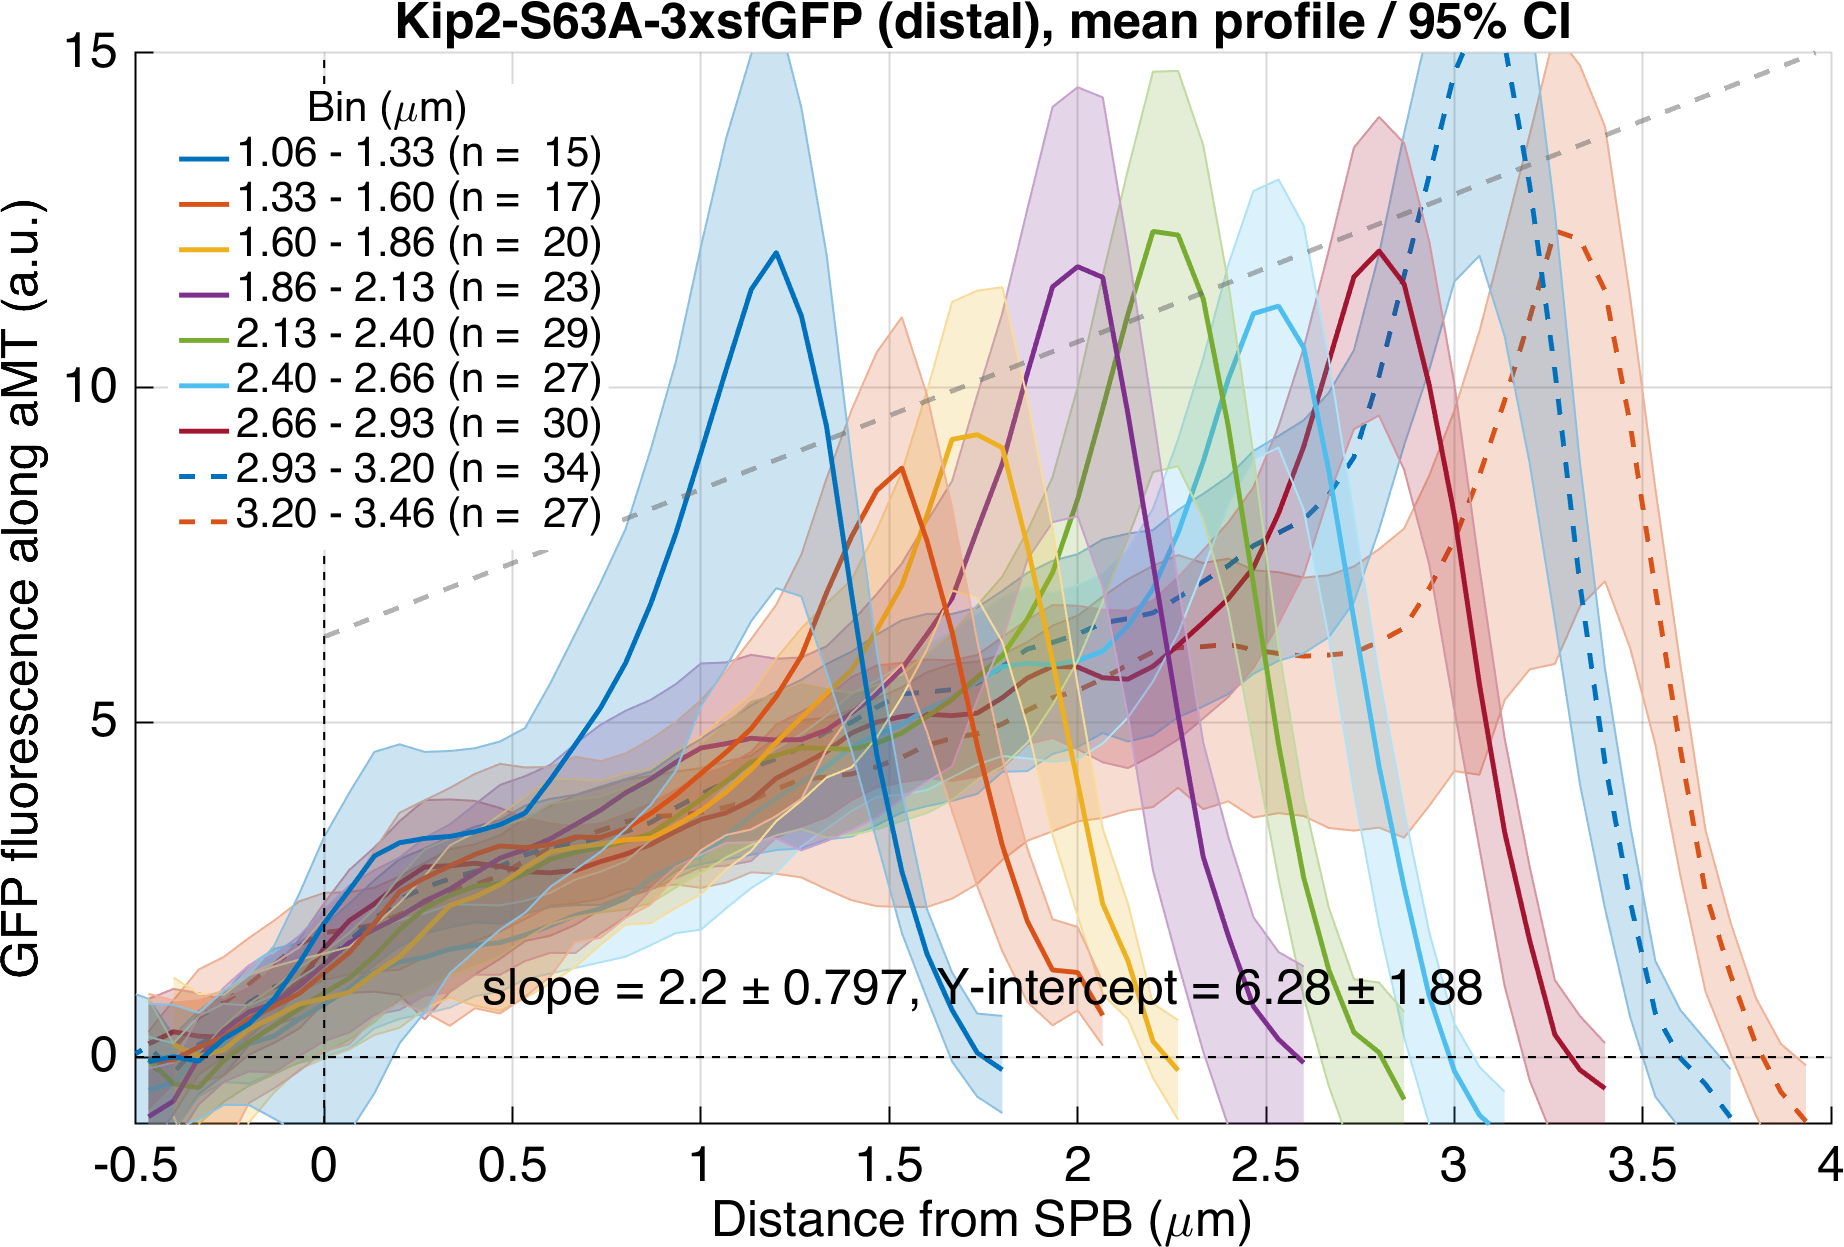 Kip2-S63A-3xsfGFP (distal), mean profile / 95% CI
GFP fluorescence along aMT (a.u.)
15
10
5
0
Bin (μm)
1.06 - 1.33 (n = 15)
1.33 - 1.60 (n = 17)
1.60 - 1.86 (n = 20)
1.86 - 2.13 (n = 23)
2.13 - 2.40 (n = 29)
2.40 - 2.66 (n = 27)
2.66 - 2.93 (n = 30)
2.93 - 3.20 (n = 34)
3.20 - 3.46 (n = 27)
slope = 2.2 ± 0.797, Y-intercept = 6.28 ± 1.88
-0.5 0 0.5 1 1.5 2 2.5 3 3.5 4
Distance from SPB (μm)